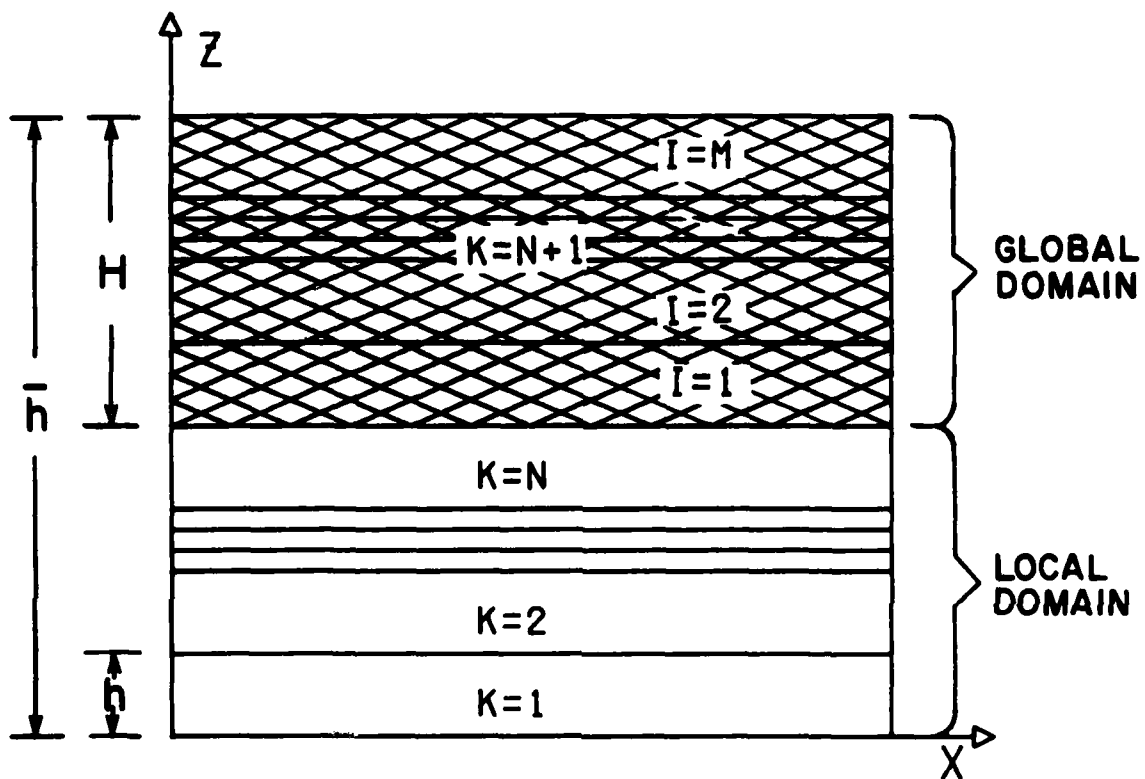 Z
I=M
K=N+1
I=2
I=1
GLOBAL
DOMAIN
H
h̄
K=N
K=2
LOCAL
DOMAIN
h
K=1
X